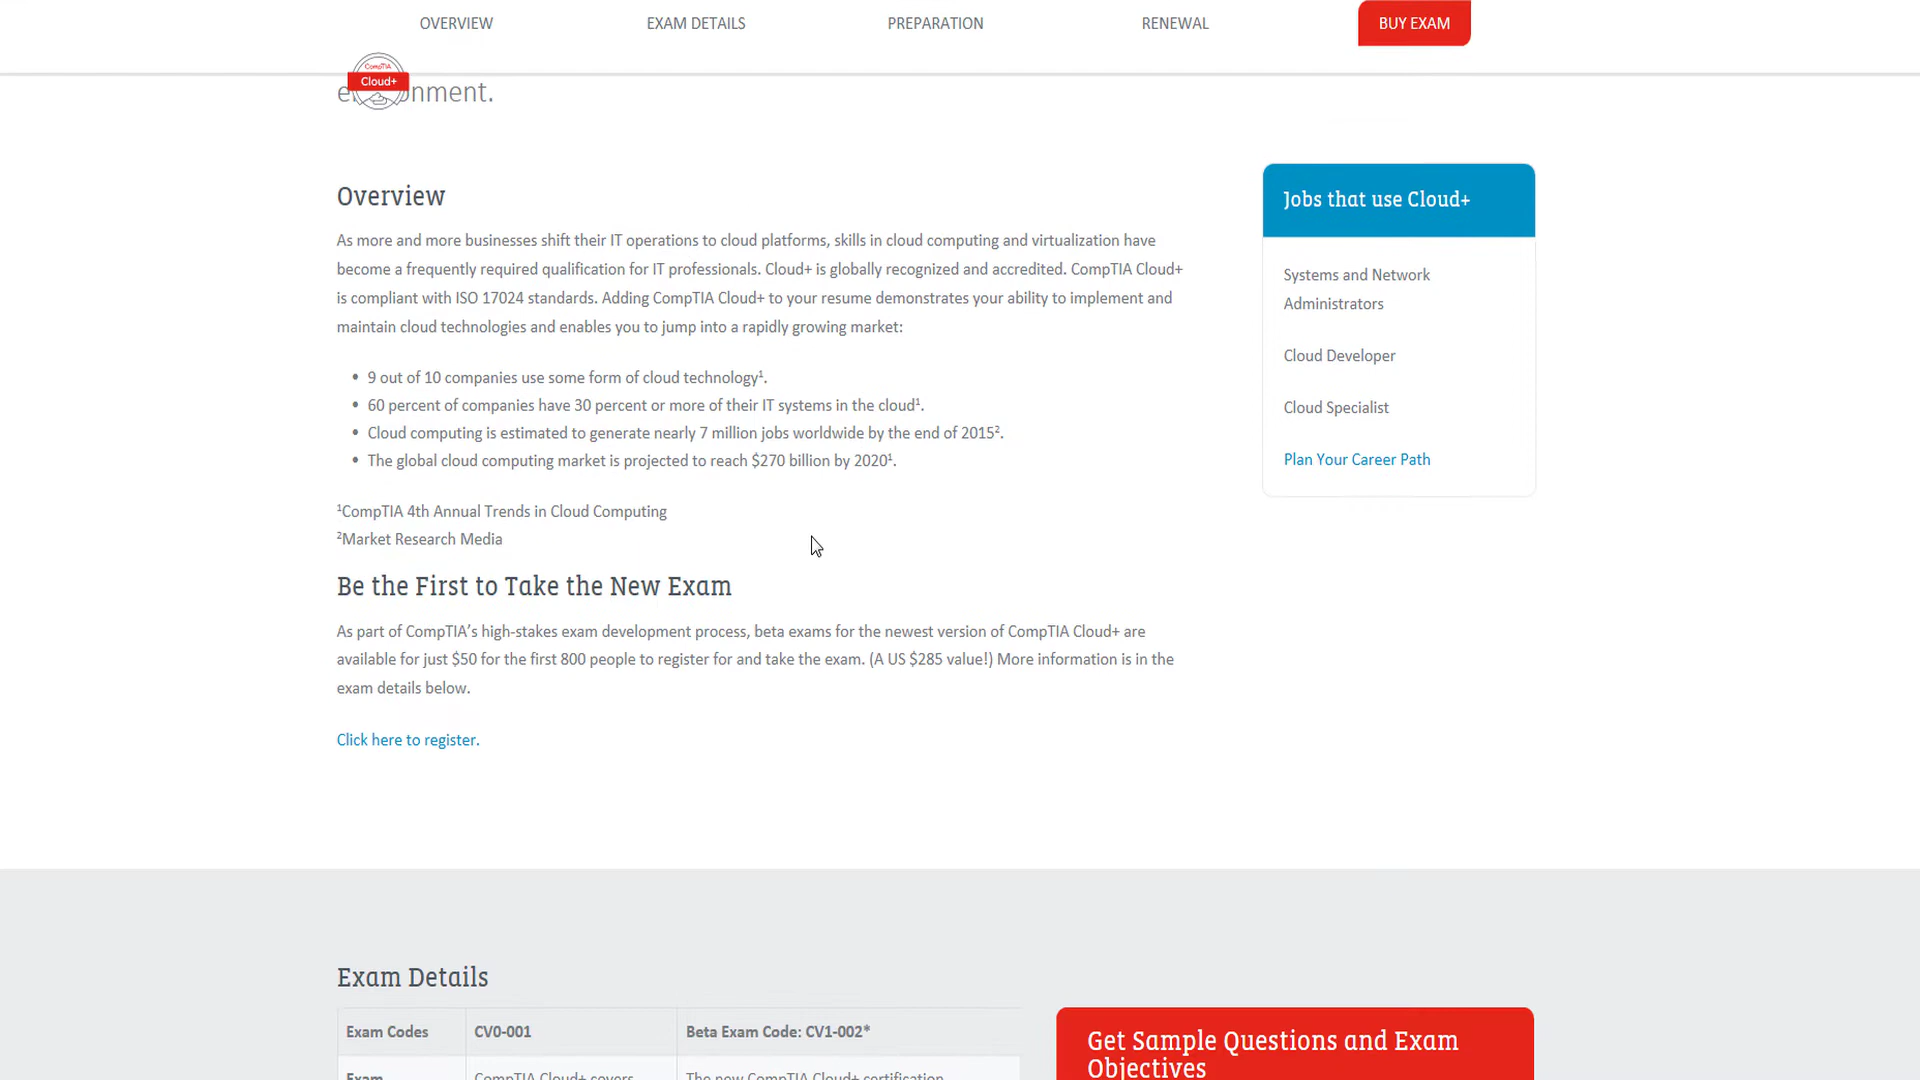 OVERVIEW
EXAM DETAILS
PREPARATION
RENEWAL
BUY EXAM
CompTIA
Cloud+
Overview
As more and more businesses shift their IT operations to cloud platforms, skills in cloud computing and virtualization have
become a frequently required qualification for IT professionals. Cloud+ is globally recognized and accredited. CompTIA Cloud+
is compliant with ISO 17024 standards. Adding CompTIA Cloud+ to your resume demonstrates your ability to implement and
maintain cloud technologies and enables you to jump into a rapidly growing market:
• 9 out of 10 companies use some form of cloud technology¹.
• 60 percent of companies have 30 percent or more of their IT systems in the cloud¹.
• Cloud computing is estimated to generate nearly 7 million jobs worldwide by the end of 2015².
• The global cloud computing market is projected to reach $270 billion by 2020¹.
¹CompTIA 4th Annual Trends in Cloud Computing
²Market Research Media
Be the First to Take the New Exam
As part of CompTIA’s high-stakes exam development process, beta exams for the newest version of CompTIA Cloud+ are
available for just $50 for the first 800 people to register for and take the exam. (A US $285 value!) More information is in the
exam details below.
Click here to register.
Jobs that use Cloud+
Systems and Network
Administrators
Cloud Developer
Cloud Specialist
Plan Your Career Path
Exam Details
Exam Codes
CV0-001
Beta Exam Code: CV1-002*
Exam
CompTIA Cloud+ covers
The new CompTIA Cloud+ certification
Get Sample Questions and Exam
Objectives